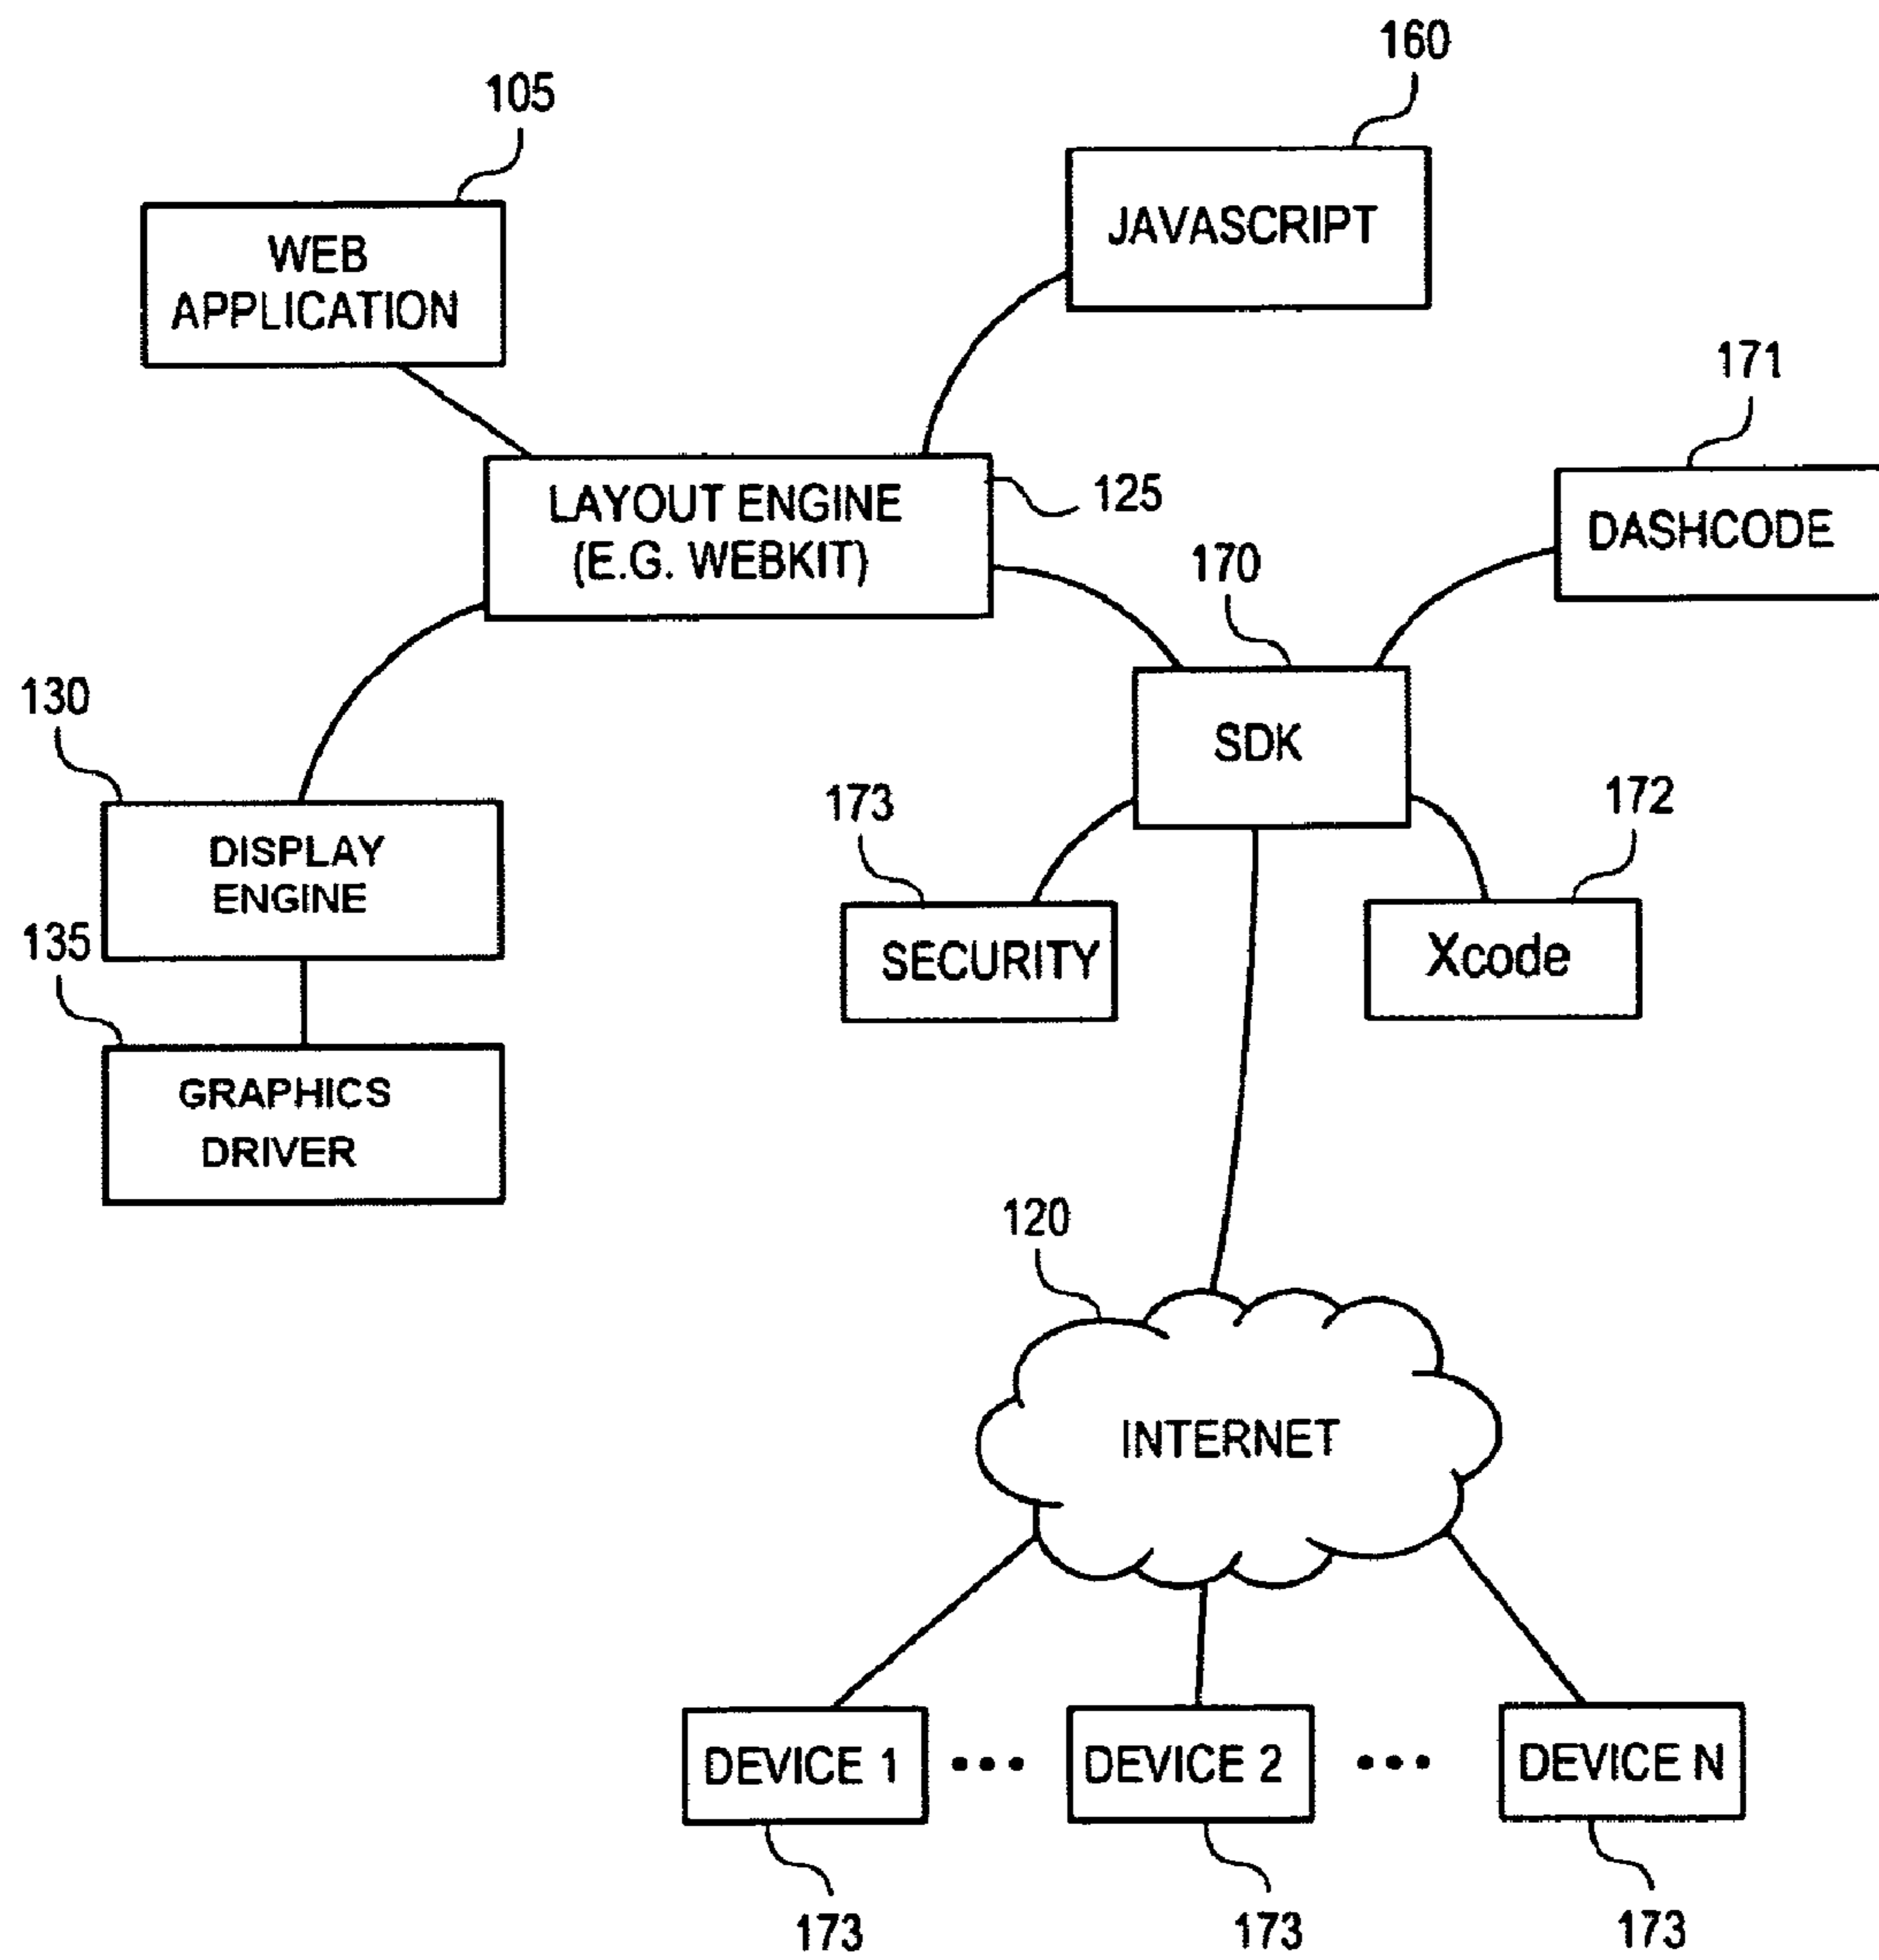 160
105
JAVASCRIPT
WEB
APPLICATION
171
LAYOUT ENGINE
(E.G. WEBKIT)
125
DASHCODE
170
130
SDK
173
172
DISPLAY
ENGINE
135
SECURITY
Xcode
GRAPHICS
DRIVER
120
INTERNET
DEVICE 1
•••
DEVICE 2
•••
DEVICE N
173
173
173